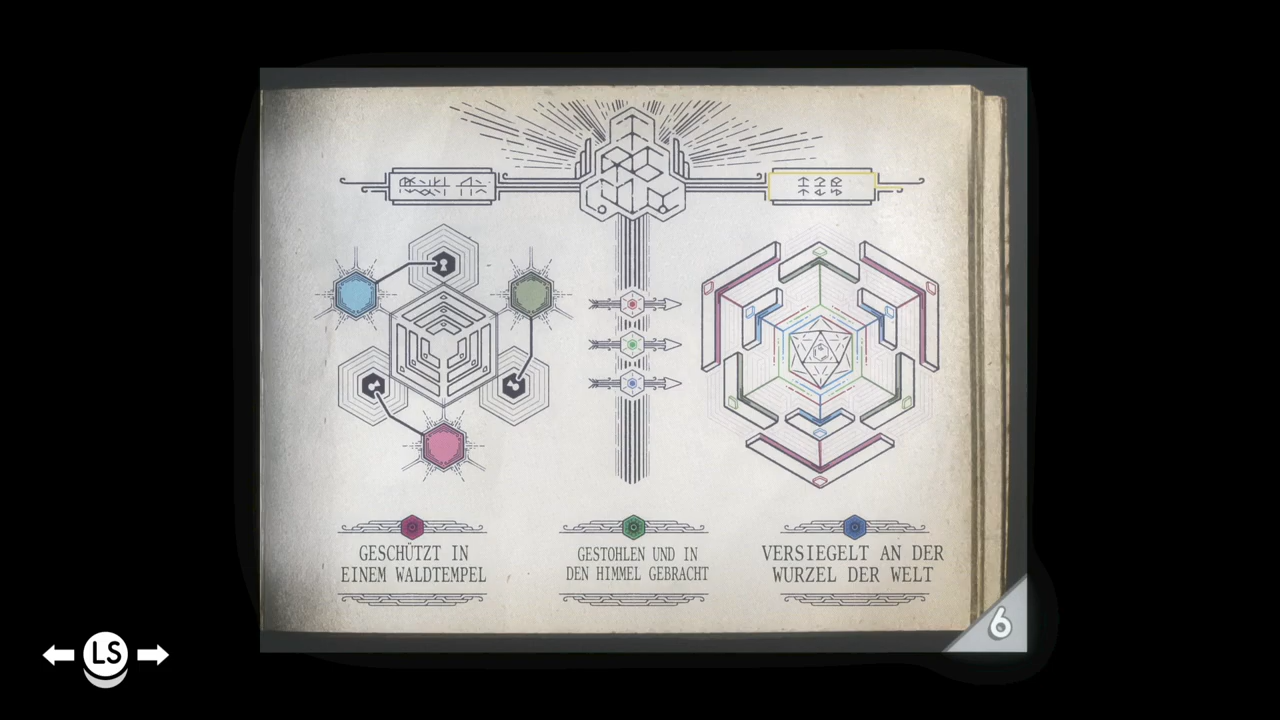 GESCHÜTZT IN
EINEM WALDTEMPEL
GESTOHLEN UND IN
DEN HIMMEL GEBRACHT
VERSIEGELT AN DER
WURZEL DER WELT
6
LS